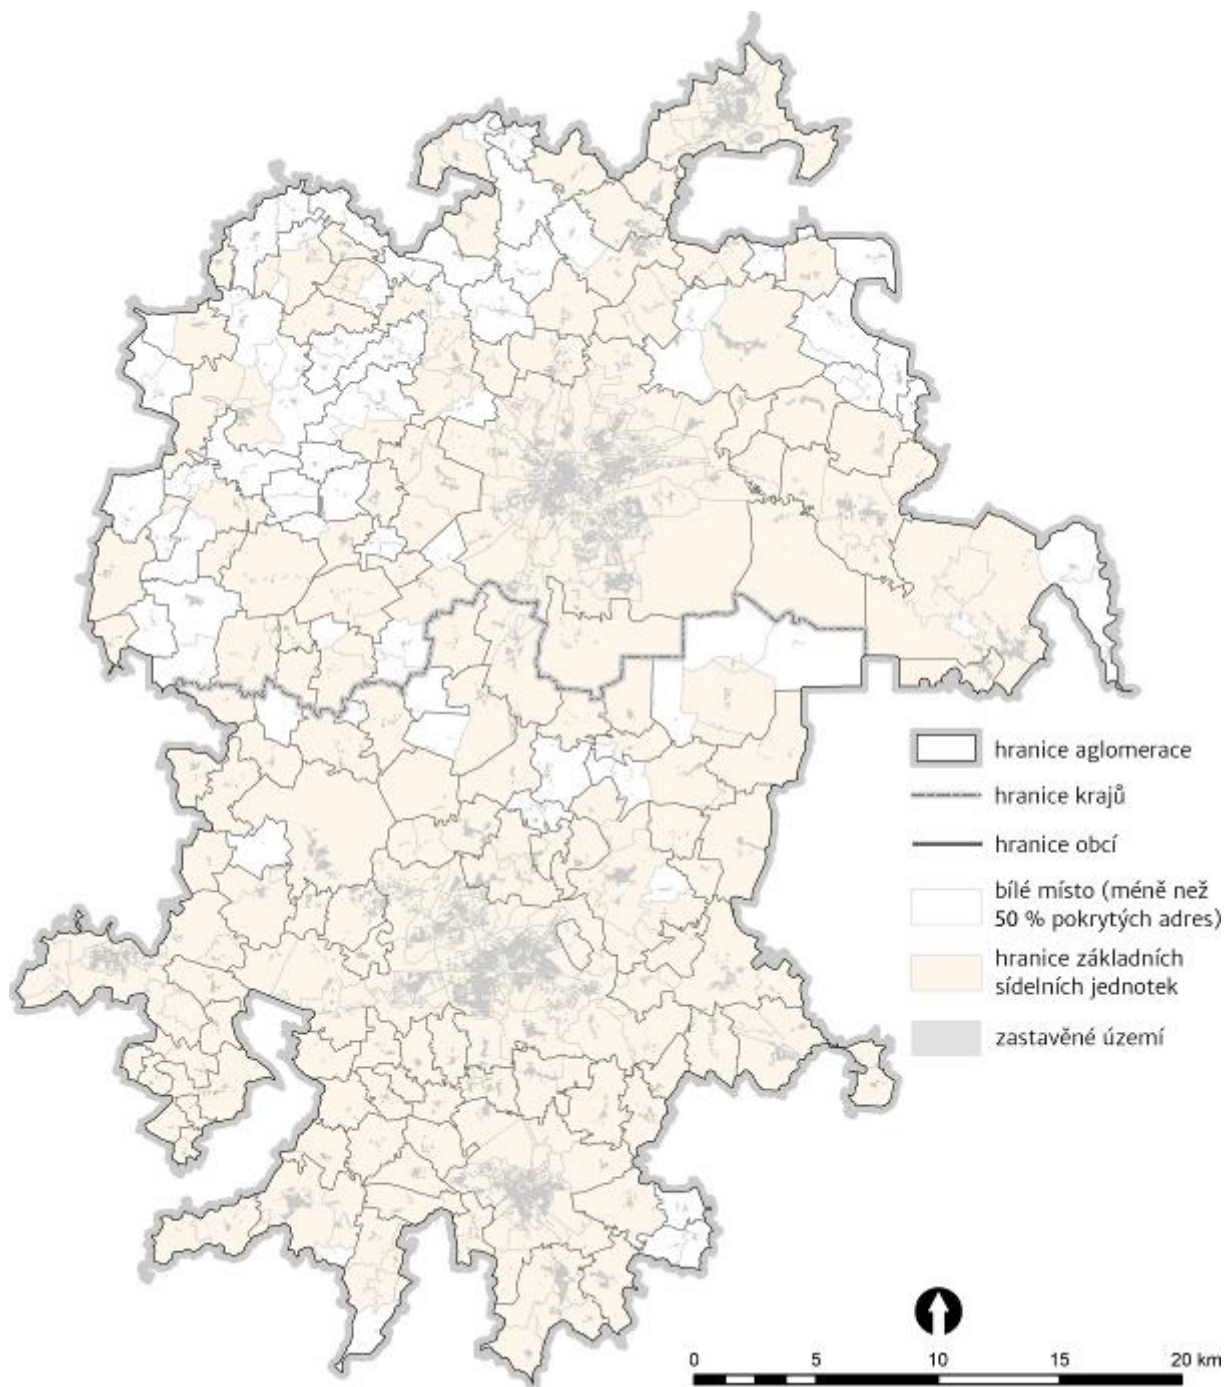 hranice aglomerace
hranice krajů
hranice obcí
bílé místo (méně než
50 % pokrytých adres)
hranice základních
sídelních jednotek
zastavěné území
0 5 10 15 20 km